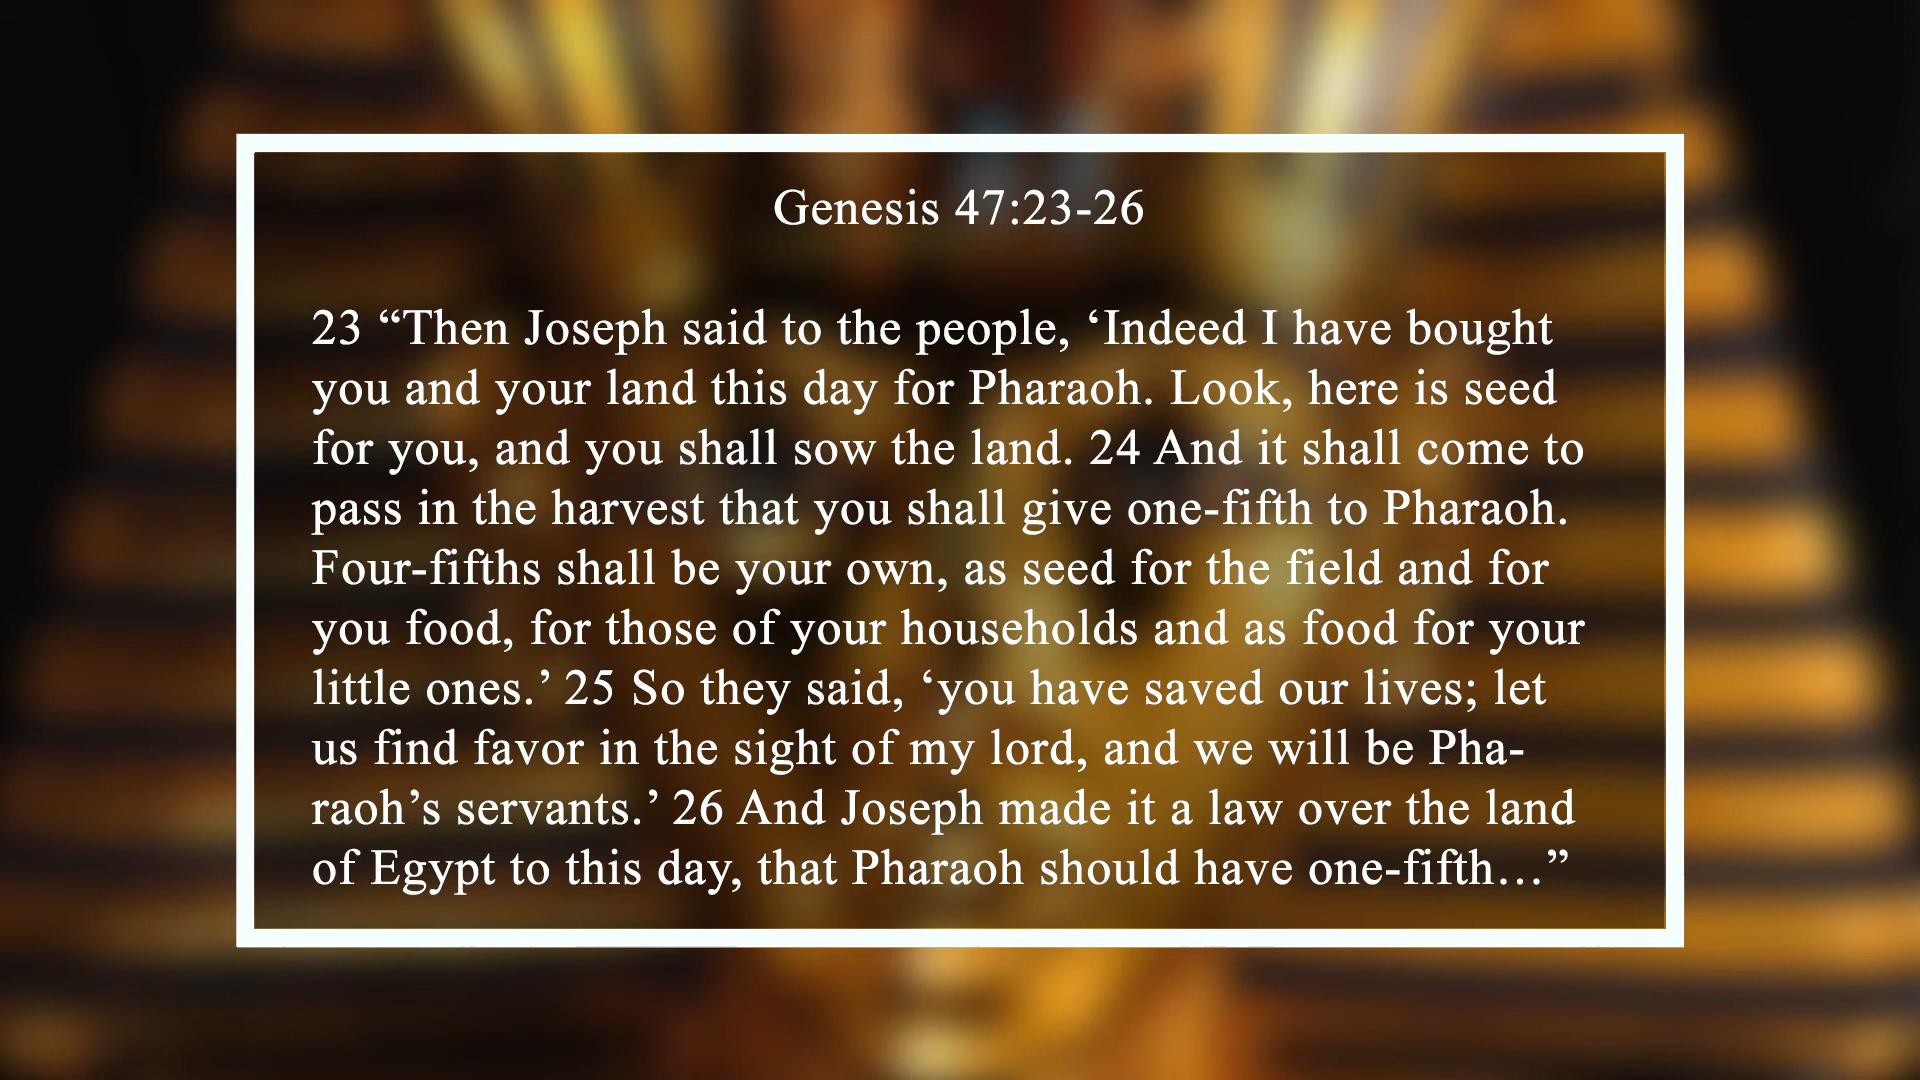 Genesis 47:23-26
23 “Then Joseph said to the people, ‘Indeed I have bought
you and your land this day for Pharaoh. Look, here is seed
for you, and you shall sow the land. 24 And it shall come to
pass in the harvest that you shall give one-fifth to Pharaoh.
Four-fifths shall be your own, as seed for the field and for
you food, for those of your households and as food for your
little ones.’ 25 So they said, ‘you have saved our lives; let
us find favor in the sight of my lord, and we will be Pha-
raoh’s servants.’ 26 And Joseph made it a law over the land
of Egypt to this day, that Pharaoh should have one-fifth…”